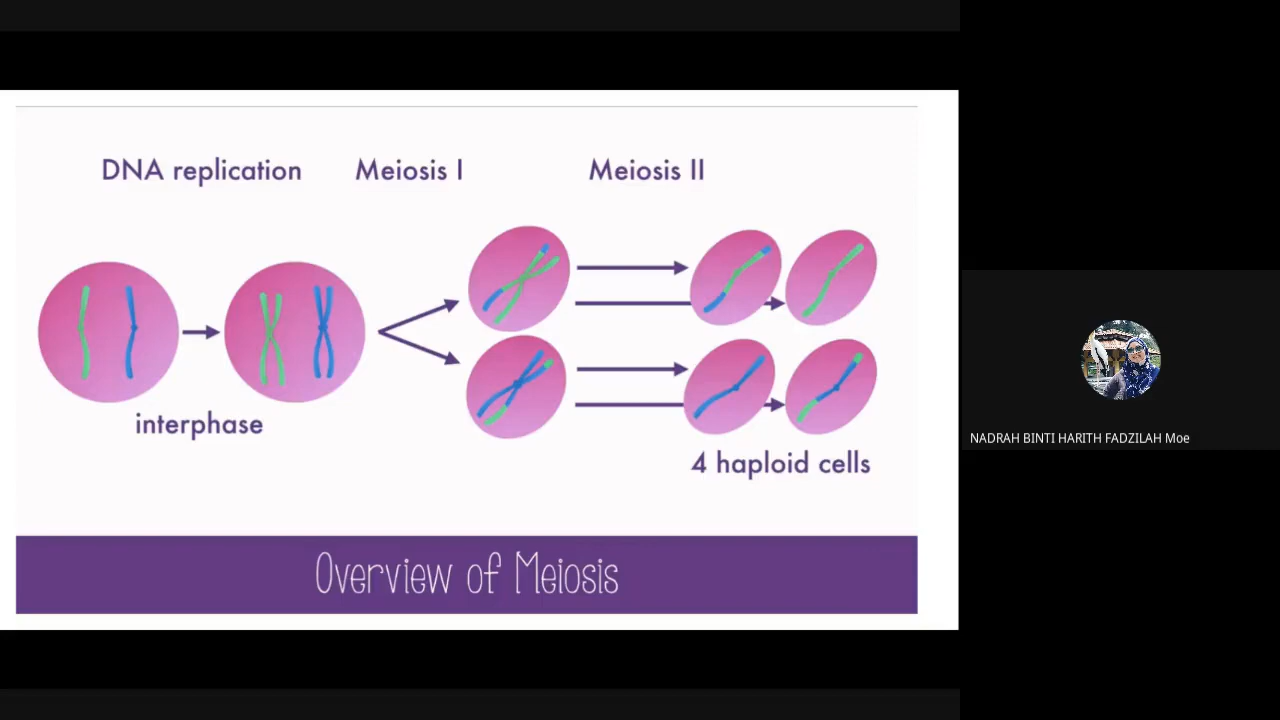 DNA replication
Meiosis I
Meiosis II
interphase
4 haploid cells
Overview of Meiosis
NADRAH BINTI HARITH FADZILAH Moe